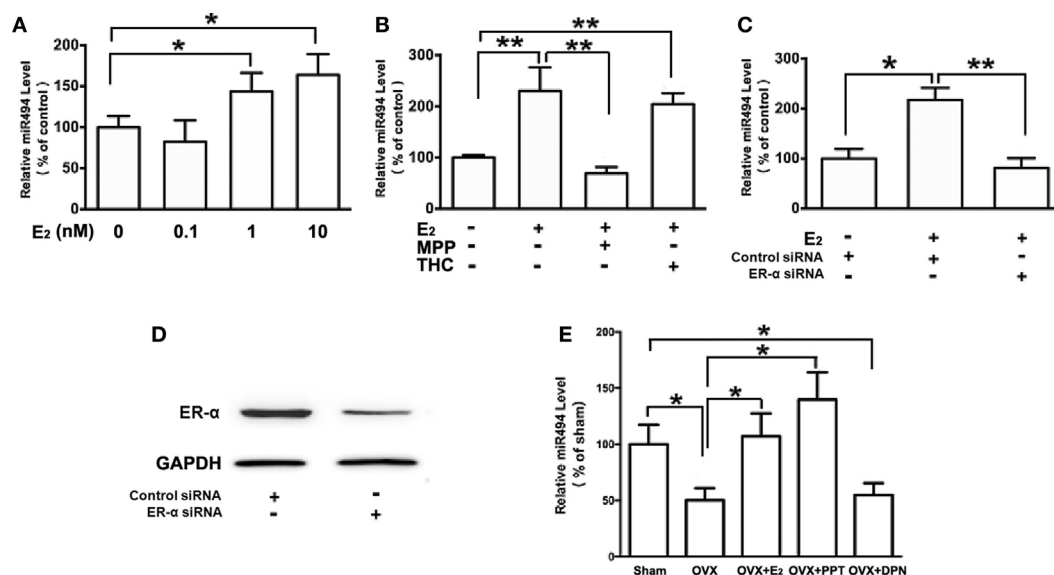 A
Relative miR494 Level
( % of control)
200
150
100
50
0
* *
E₂ (nM) 0 0.1 1 10
B
Relative miR494 Level
( % of control)
300
200
100
0
** ** **
E₂ - + + +
MPP - - + -
THC - - - +
C
Relative miR494 Level
( % of control)
300
200
100
0
* **
E₂ - + +
Control siRNA + + -
ER-α siRNA - - +
D
ER-α
GAPDH
Control siRNA + -
ER-α siRNA - +
E
Relative miR494 Level
( % of sham)
200
150
100
50
0
* * * *
Sham OVX OVX+E₂ OVX+PPT OVX+DPN